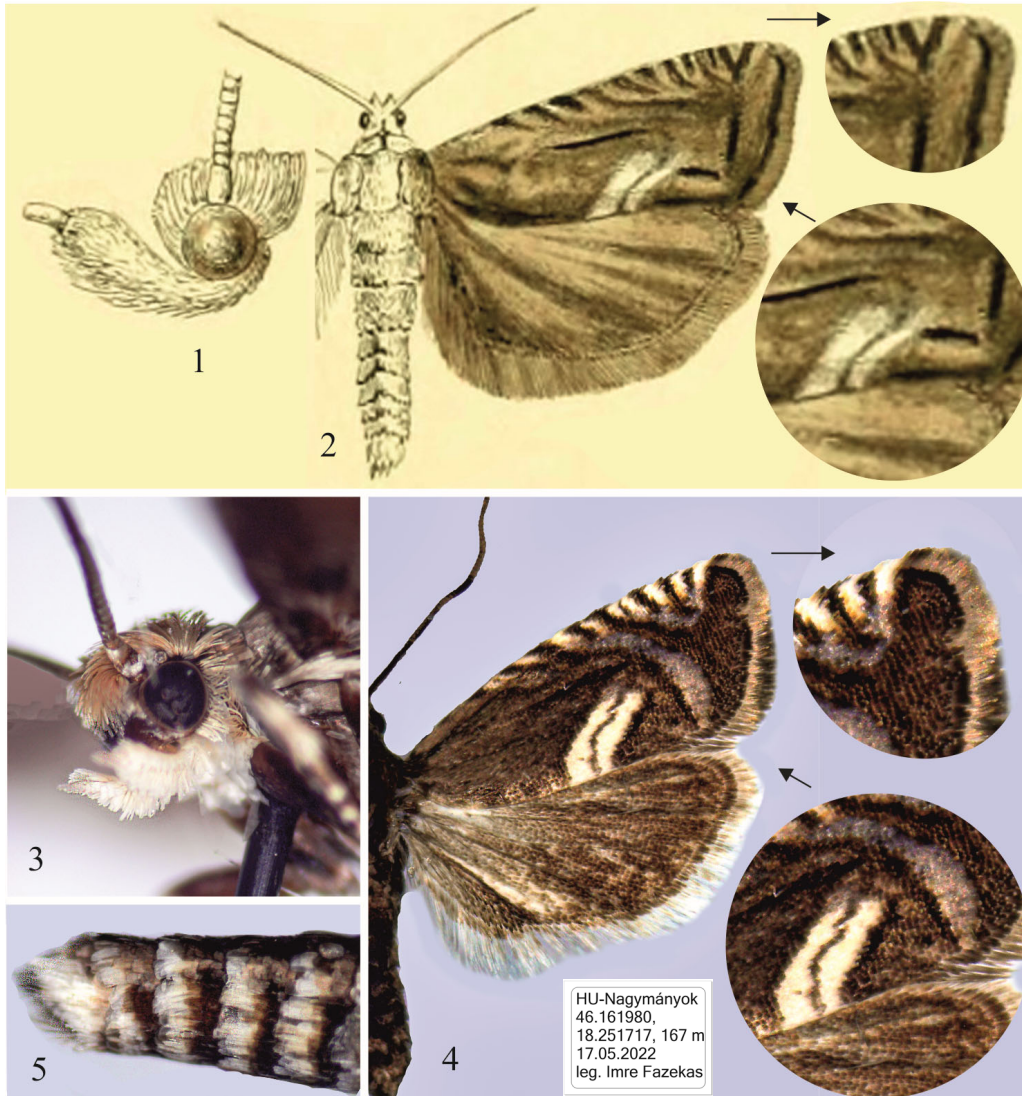 1
2
3
4
5
HU-Nagymányok
46.161980,
18.251717, 167 m
17.05.2022
leg. Imre Fazekas